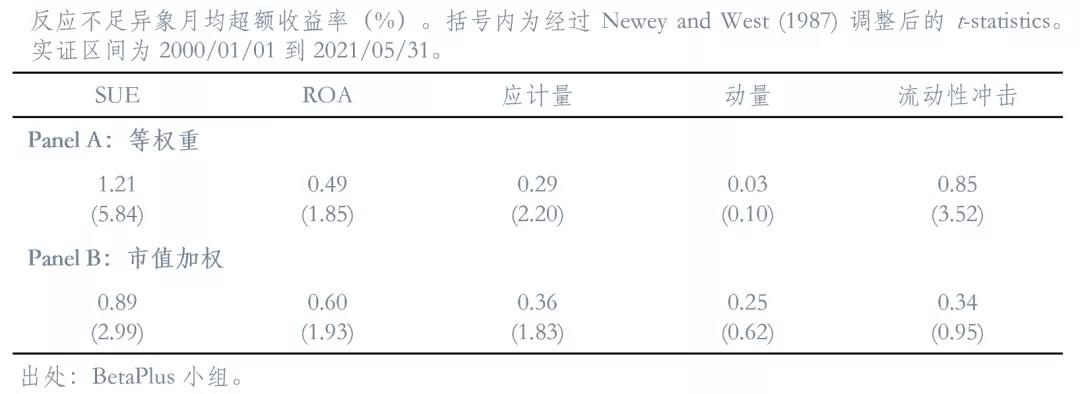 反应不足异象月均超额收益率（%）。括号内为经过 Newey and West (1987) 调整后的 t-statistics。
实证区间为 2000/01/01 到 2021/05/31。
SUE ROA 应计量 动量 流动性冲击
Panel A：等权重
1.21 0.49 0.29 0.03 0.85
(5.84) (1.85) (2.20) (0.10) (3.52)
Panel B：市值加权
0.89 0.60 0.36 0.25 0.34
(2.99) (1.93) (1.83) (0.62) (0.95)
出处：BetaPlus 小组。